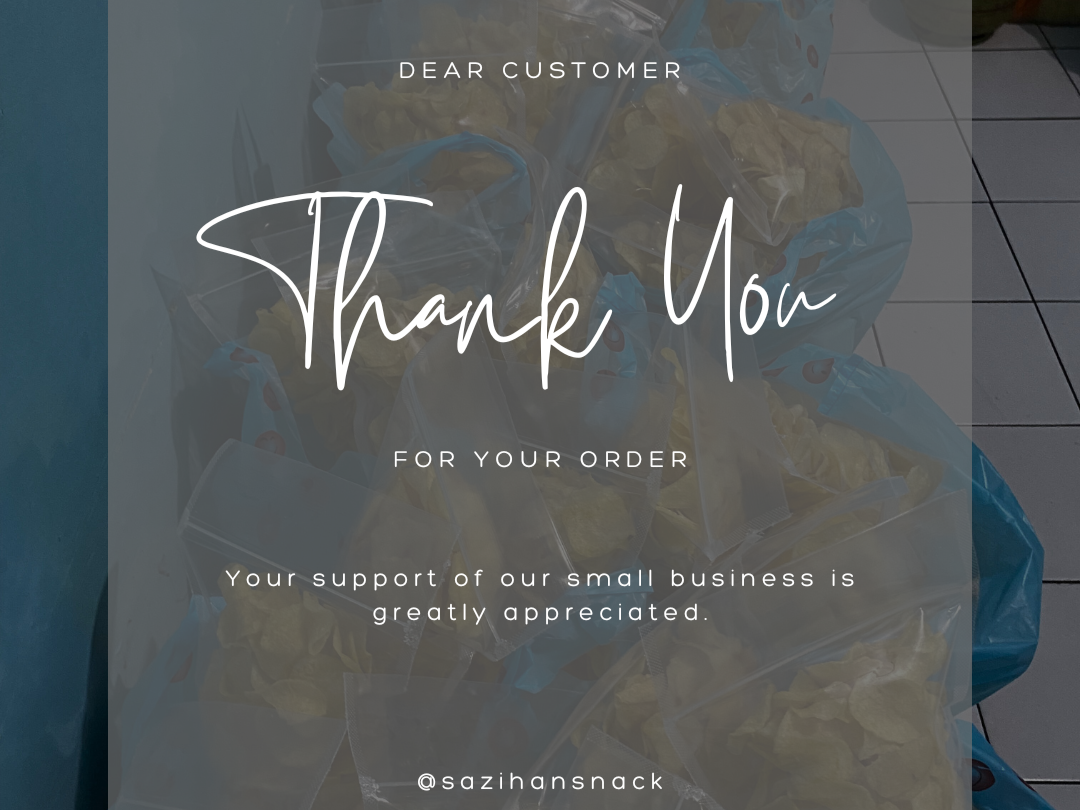 DEAR CUSTOMER
Thank You
FOR YOUR ORDER
Your support of our small business is
greatly appreciated.
@sazihansnack